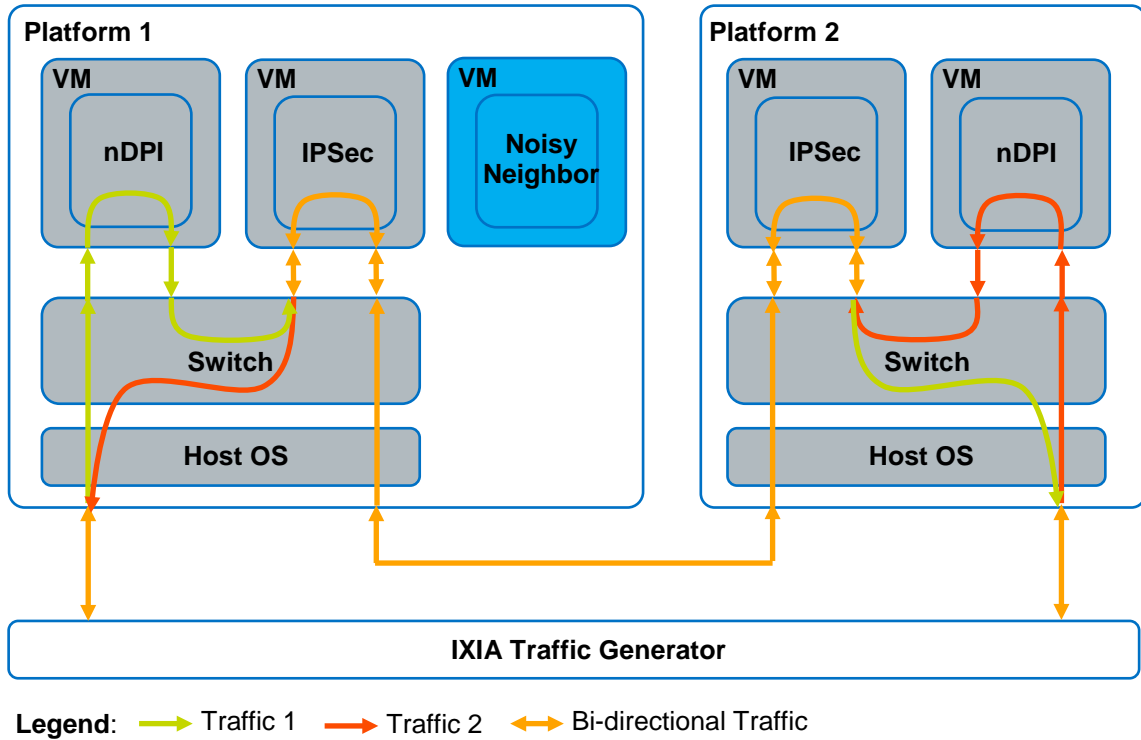 Platform 1
VM
nDPI
VM
IPSec
VM
Noisy
Neighbor
Switch
Host OS
Platform 2
VM
IPSec
VM
nDPI
Switch
Host OS
IXIA Traffic Generator
Legend: Traffic 1 Traffic 2 Bi-directional Traffic